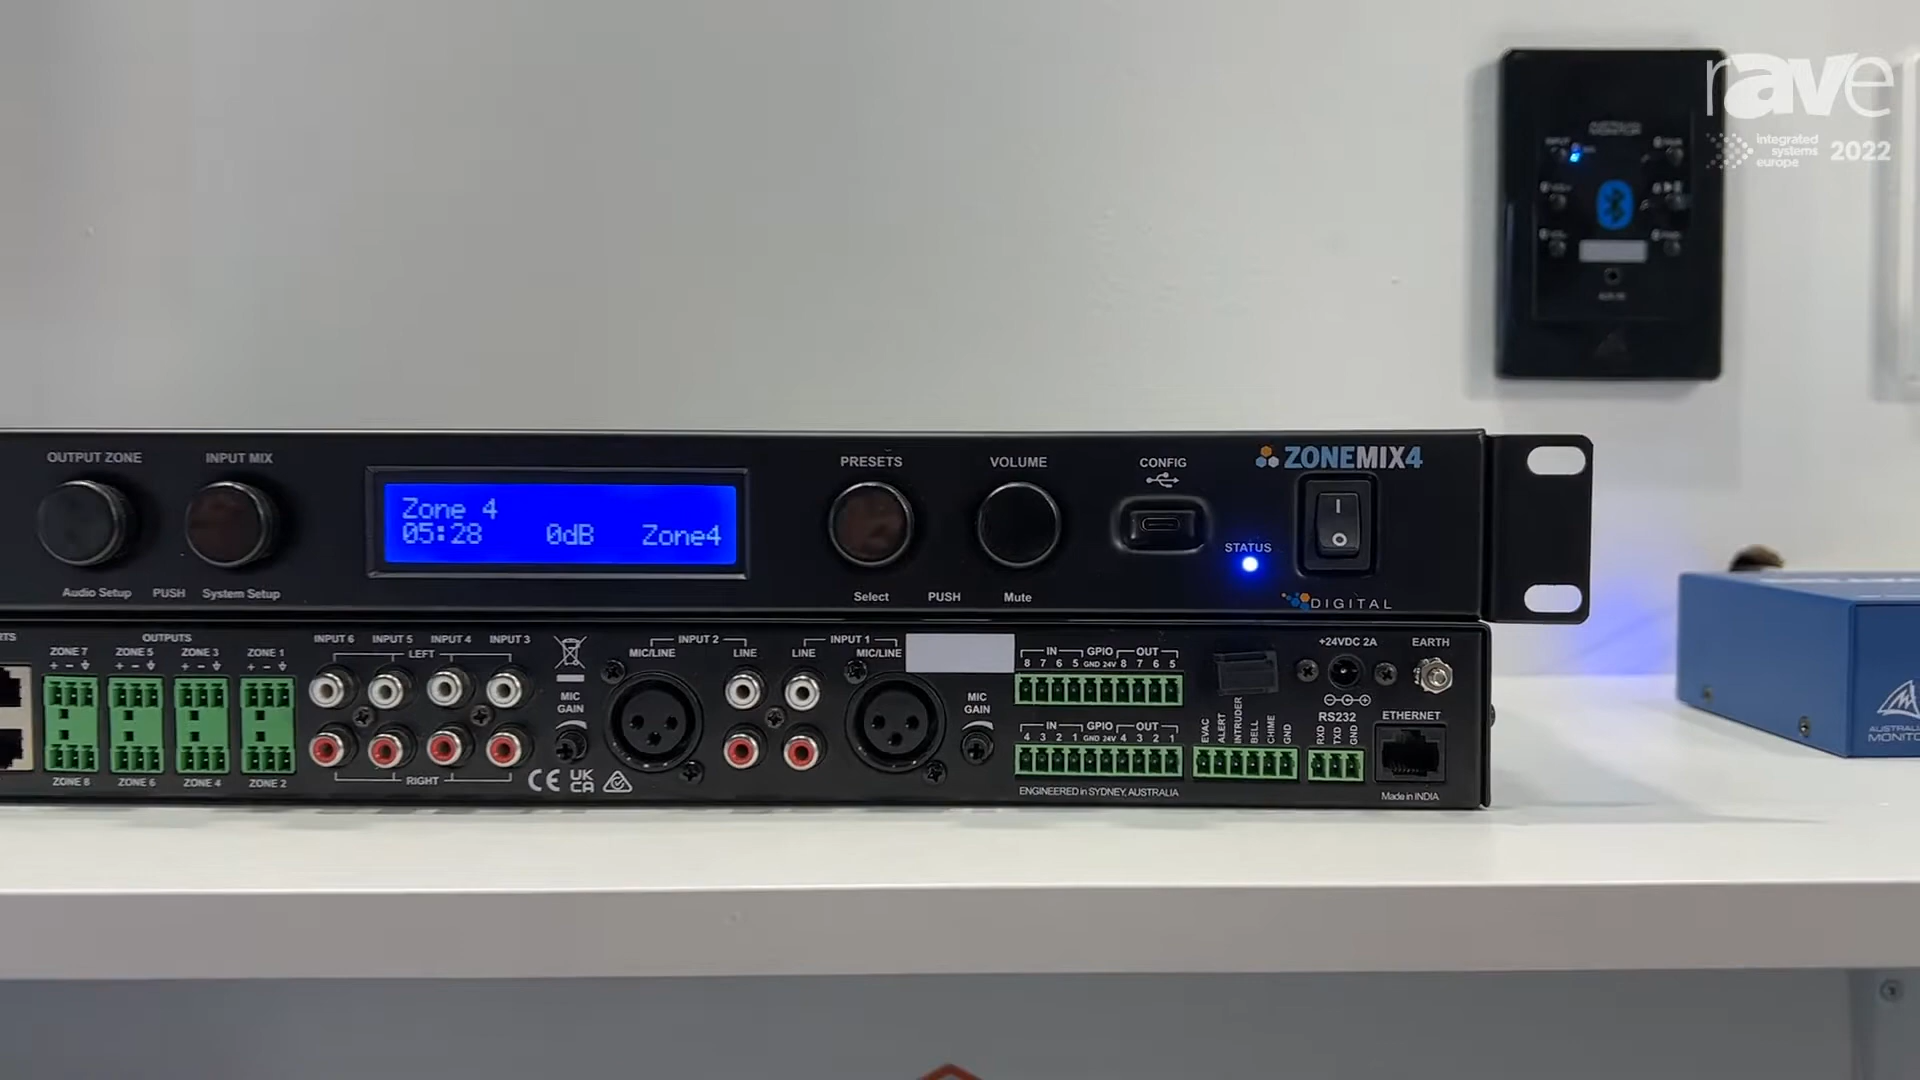 rave
integrated
systems
europe
2022
OUTPUT ZONE
INPUT MIX
Zone 4
05:28 0dB Zone4
Audio Setup PUSH System Setup
PRESETS
VOLUME
Select PUSH Mute
CONFIG
ZONEMIX4
STATUS
I
O
DIGITAL
RTS
OUTPUTS
ZONE 7 ZONE 5 ZONE 3 ZONE 1
ZONE 8 ZONE 6 ZONE 4 ZONE 2
INPUT 6 INPUT 5 INPUT 4 INPUT 3
LEFT
RIGHT
MIC
GAIN
CE UK
CA
INPUT 2
MIC/LINE LINE
INPUT 1
LINE MIC/LINE
MIC
GAIN
IN GPIO OUT
8 7 6 5 GND 24V 8 7 6 5
IN GPIO OUT
4 3 2 1 GND 24V 4 3 2 1
ENGINEERED in SYDNEY, AUSTRALIA
EVAC
ALERT
INTRUDER
BELL
CHIME
GND
+24VDC 2A
EARTH
RS232
RXD
TXD
GND
ETHERNET
Made in INDIA